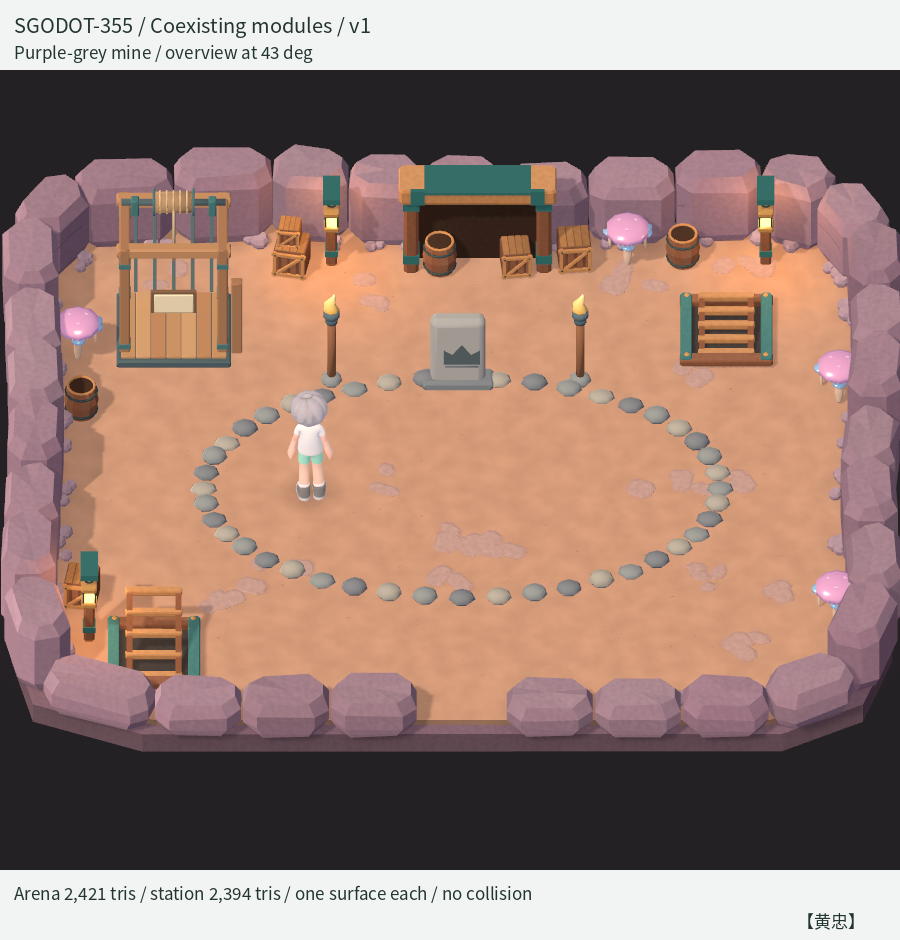 SGODOT-355 / Coexisting modules / v1
Purple-grey mine / overview at 43 deg
Arena 2,421 tris / station 2,394 tris / one surface each / no collision
【黄忠】